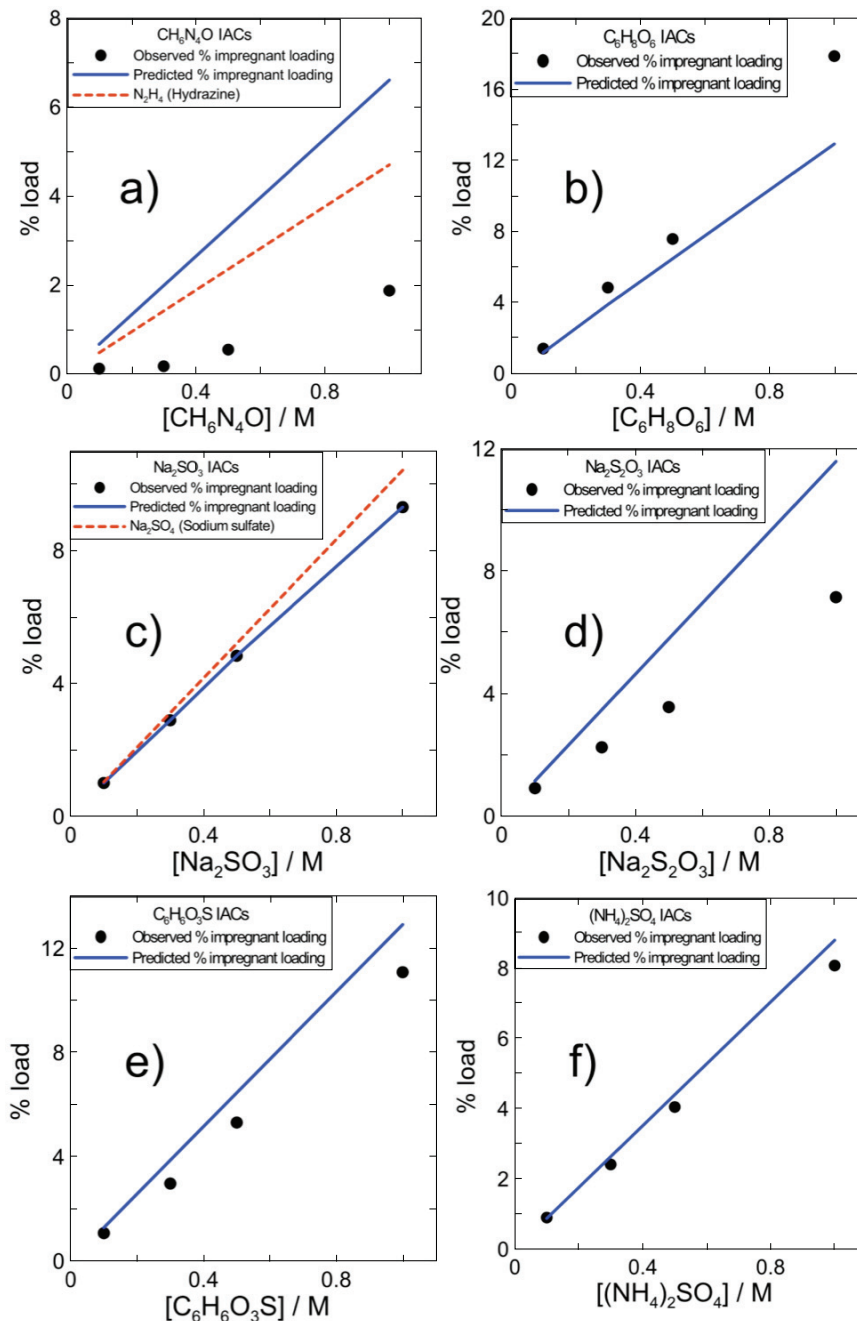 CH₆N₄O IACs
Observed % impregnant loading
Predicted % impregnant loading
N₂H₄ (Hydrazine)
a)
% load
8
6
4
2
0
0
0.4
0.8
[CH₆N₄O] / M
C₆H₈O₆ IACs
Observed % impregnant loading
Predicted % impregnant loading
b)
% load
20
16
12
8
4
0
0
0.4
0.8
[C₆H₈O₆] / M
Na₂SO₃ IACs
Observed % impregnant loading
Predicted % impregnant loading
Na₂SO₄ (Sodium sulfate)
c)
% load
8
4
0
0
0.4
0.8
[Na₂SO₃] / M
Na₂S₂O₃ IACs
Observed % impregnant loading
Predicted % impregnant loading
d)
% load
12
8
4
0
0
0.4
0.8
[Na₂S₂O₃] / M
C₆H₆O₃S IACs
Observed % impregnant loading
Predicted % impregnant loading
e)
% load
12
8
4
0
0
0.4
0.8
[C₆H₆O₃S] / M
(NH₄)₂SO₄ IACs
Observed % impregnant loading
Predicted % impregnant loading
f)
% load
10
8
6
4
2
0
0
0.4
0.8
[(NH₄)₂SO₄] / M